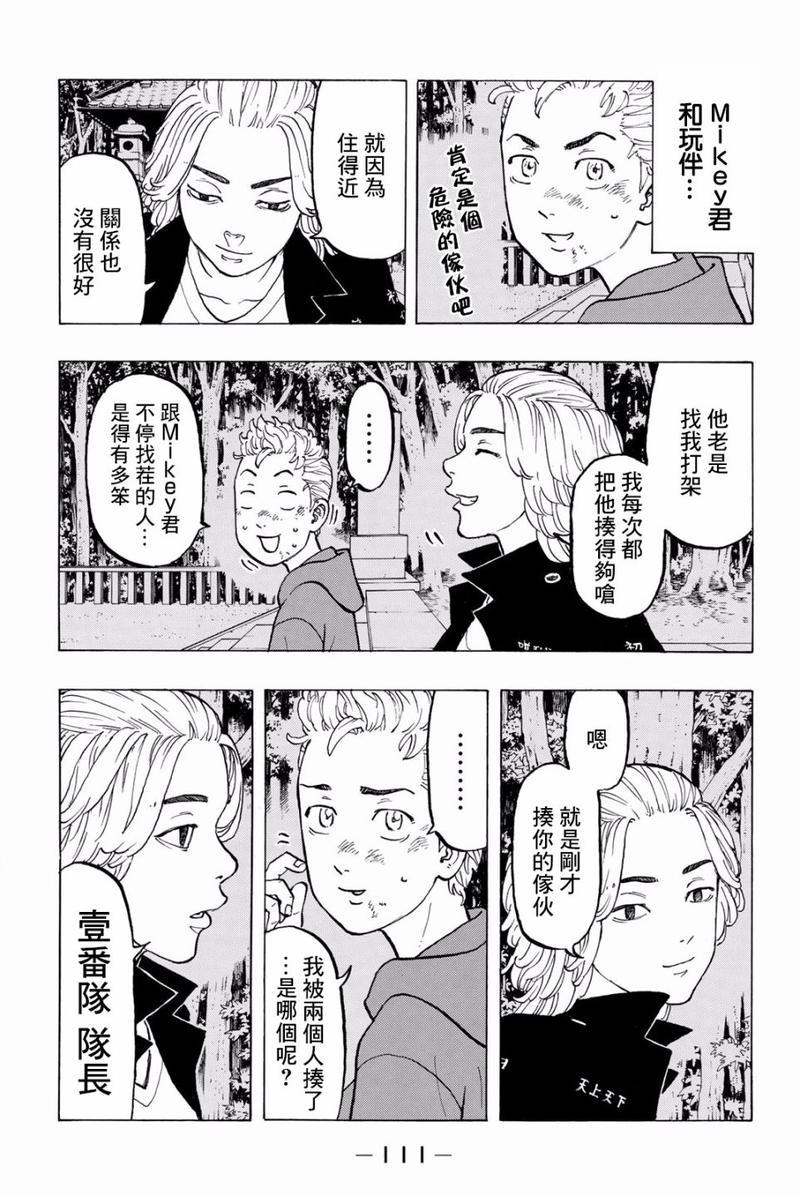 Mikey君
和玩伴…
肯定是個
危險的傢伙吧
就因為
住得近
關係也
沒有很好
他老是
找我打架
我每次都
把他揍得夠嗆
……
跟Mikey君
不停找茬的人…
是得有多笨
初
嗯
就是剛才
揍你的傢伙
天上天下
………
我被兩個人揍了
…是哪個呢？
壹番隊 隊長
—111—